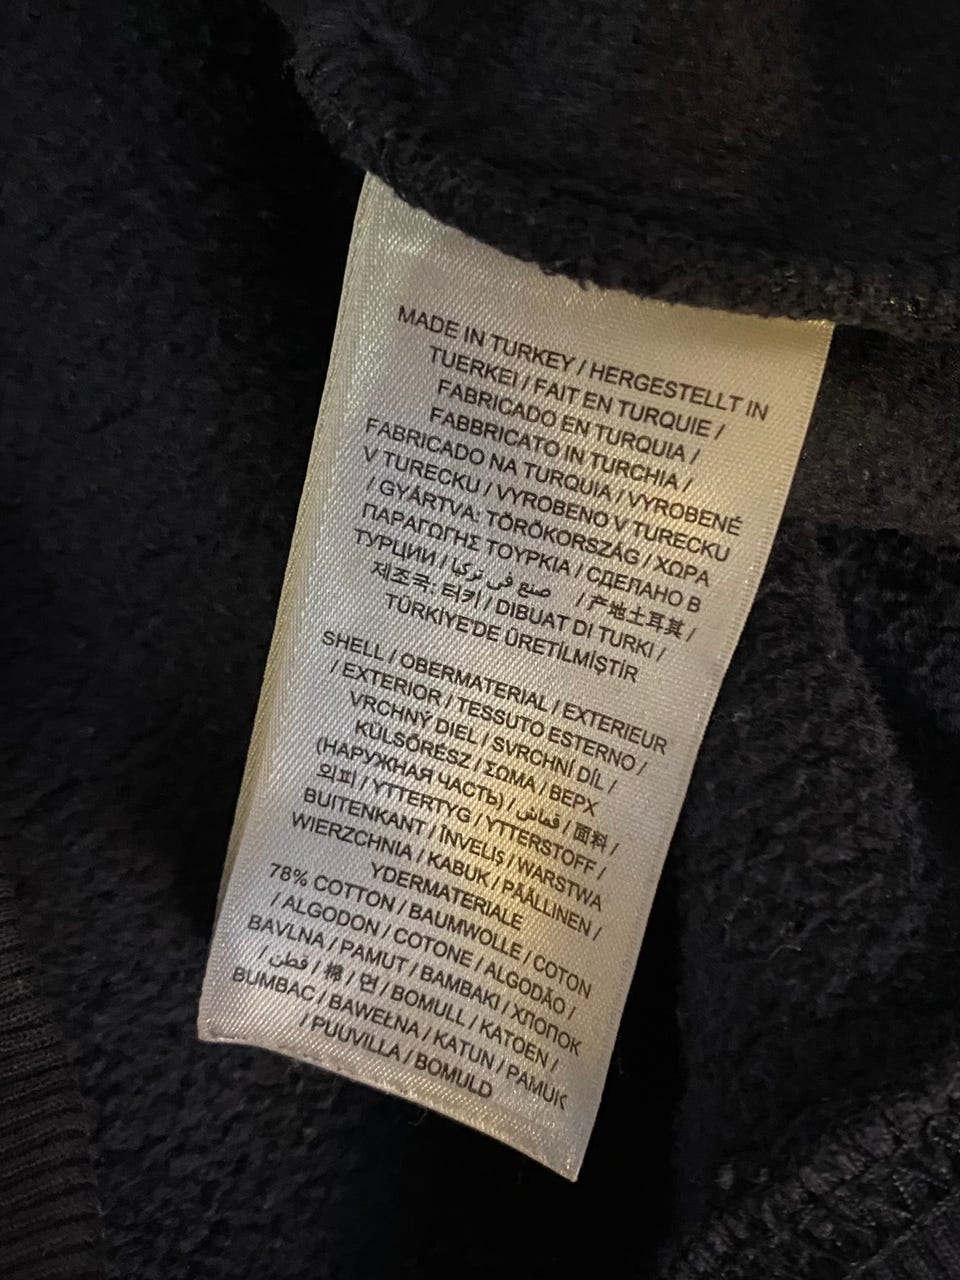 MADE IN TURKEY / HERGESTELLT IN
TUERKEI / FAIT EN TURQUIE /
FABRICADO EN TURQUIA /
FABBRICATO IN TURCHIA /
FABRICADO NA TURQUIA / VYROBENÉ
V TURECKU / VYROBENO V TURECKU
/ GYÁRTVA: TÖRÖKORSZÁG / ΧΩΡΑ
ΠΑΡΑΓΩΓΗΣ ΤΟΥΡΚΙΑ / СДЕЛАНО В
ТУРЦИИ / صنع في تركيا / 产地土耳其 /
제조국: 터키 / DIBUAT DI TURKI /
TÜRKİYE'DE ÜRETİLMİŞTİR
SHELL / OBERMATERIAL / EXTERIEUR
/ EXTERIOR / TESSUTO ESTERNO /
VRCHNÝ DIEL / SVRCHNÍ DÍL /
KÜLSŐRÉSZ / ΣΩΜΑ / ВЕРХ
(НАРУЖНАЯ ЧАСТЬ) / قماش / 面料 /
외피 / YTTERTYG / YTTERSTOFF /
BUITENKANT / ÎNVELIȘ / WARSTWA
WIERZCHNIA / KABUK / PÄÄLLINEN /
YDERMATERIALE
78% COTTON / BAUMWOLLE / COTON
/ ALGODON / COTONE / ALGODÃO /
BAVLNA / PAMUT / BAMBAKI / ХЛОПОК
/ قطن / 棉 / 면 / BOMULL / KATOEN /
BUMBAC / BAWEŁNA / KATUN / PAMUK
/ PUUVILLA / BOMULD